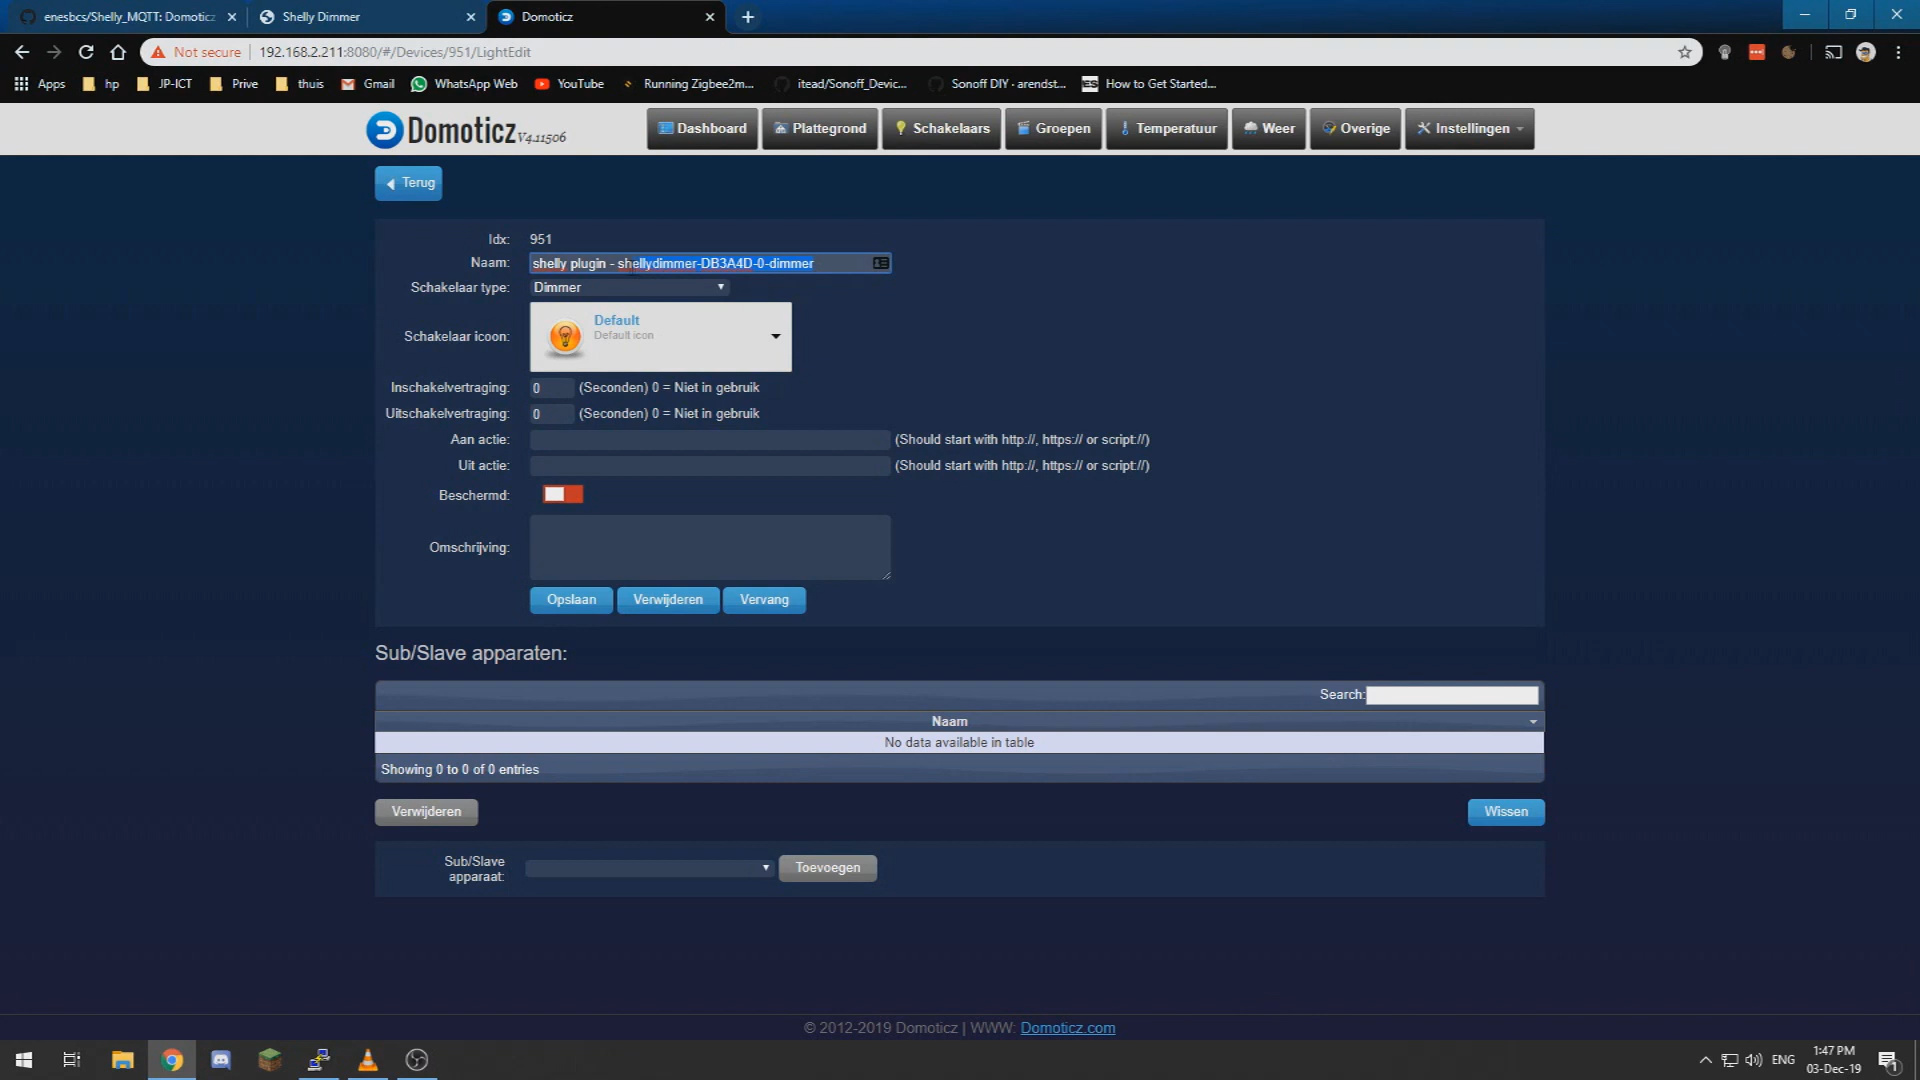 enesbcs/Shelly_MQTT: Domoticz
Shelly Dimmer
Domoticz
Not secure
192.168.2.211:8080/#/Devices/951/LightEdit
Apps
hp
JP-ICT
Prive
thuis
Gmail
WhatsApp Web
YouTube
Running Zigbee2m...
itead/Sonoff_Devic...
Sonoff DIY · arendst...
How to Get Started...
Domoticz V4.11506
Dashboard
Plattegrond
Schakelaars
Groepen
Temperatuur
Weer
Overige
Instellingen
Terug
Idx: 951
Naam: shelly plugin - shellydimmer-DB3A4D-0-dimmer
Schakelaar type: Dimmer
Schakelaar icoon: Default
Default icon
Inschakelvertraging: 0 (Seconden) 0 = Niet in gebruik
Uitschakelvertraging: 0 (Seconden) 0 = Niet in gebruik
Aan actie: (Should start with http://, https:// or script://)
Uit actie: (Should start with http://, https:// or script://)
Beschermd:
Omschrijving:
Opslaan
Verwijderen
Vervang
Sub/Slave apparaten:
Search:
Naam
No data available in table
Showing 0 to 0 of 0 entries
Verwijderen
Wissen
Sub/Slave
apparaat:
Toevoegen
© 2012-2019 Domoticz | WWW: Domoticz.com
ENG
1:47 PM
03-Dec-19
1